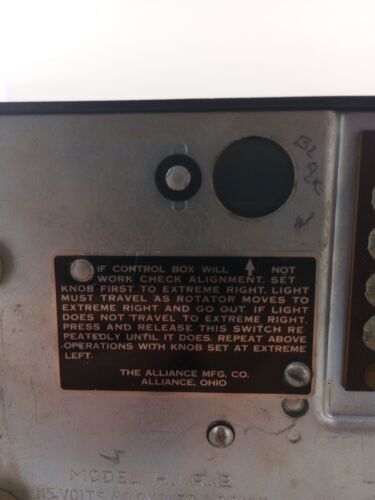 IF CONTROL BOX WILL NOT
WORK CHECK ALIGNMENT. SET
KNOB FIRST TO EXTREME RIGHT. LIGHT
MUST TRAVEL AS ROTATOR MOVES TO
EXTREME RIGHT AND GO OUT. IF LIGHT
DOES NOT TRAVEL TO EXTREME RIGHT,
PRESS AND RELEASE THIS SWITCH RE
PEATEDLY UNTIL IT DOES. REPEAT ABOVE
OPERATIONS WITH KNOB SET AT EXTREME
LEFT.
THE ALLIANCE MFG. CO.
ALLIANCE, OHIO
MODEL
115-VOLTS 60